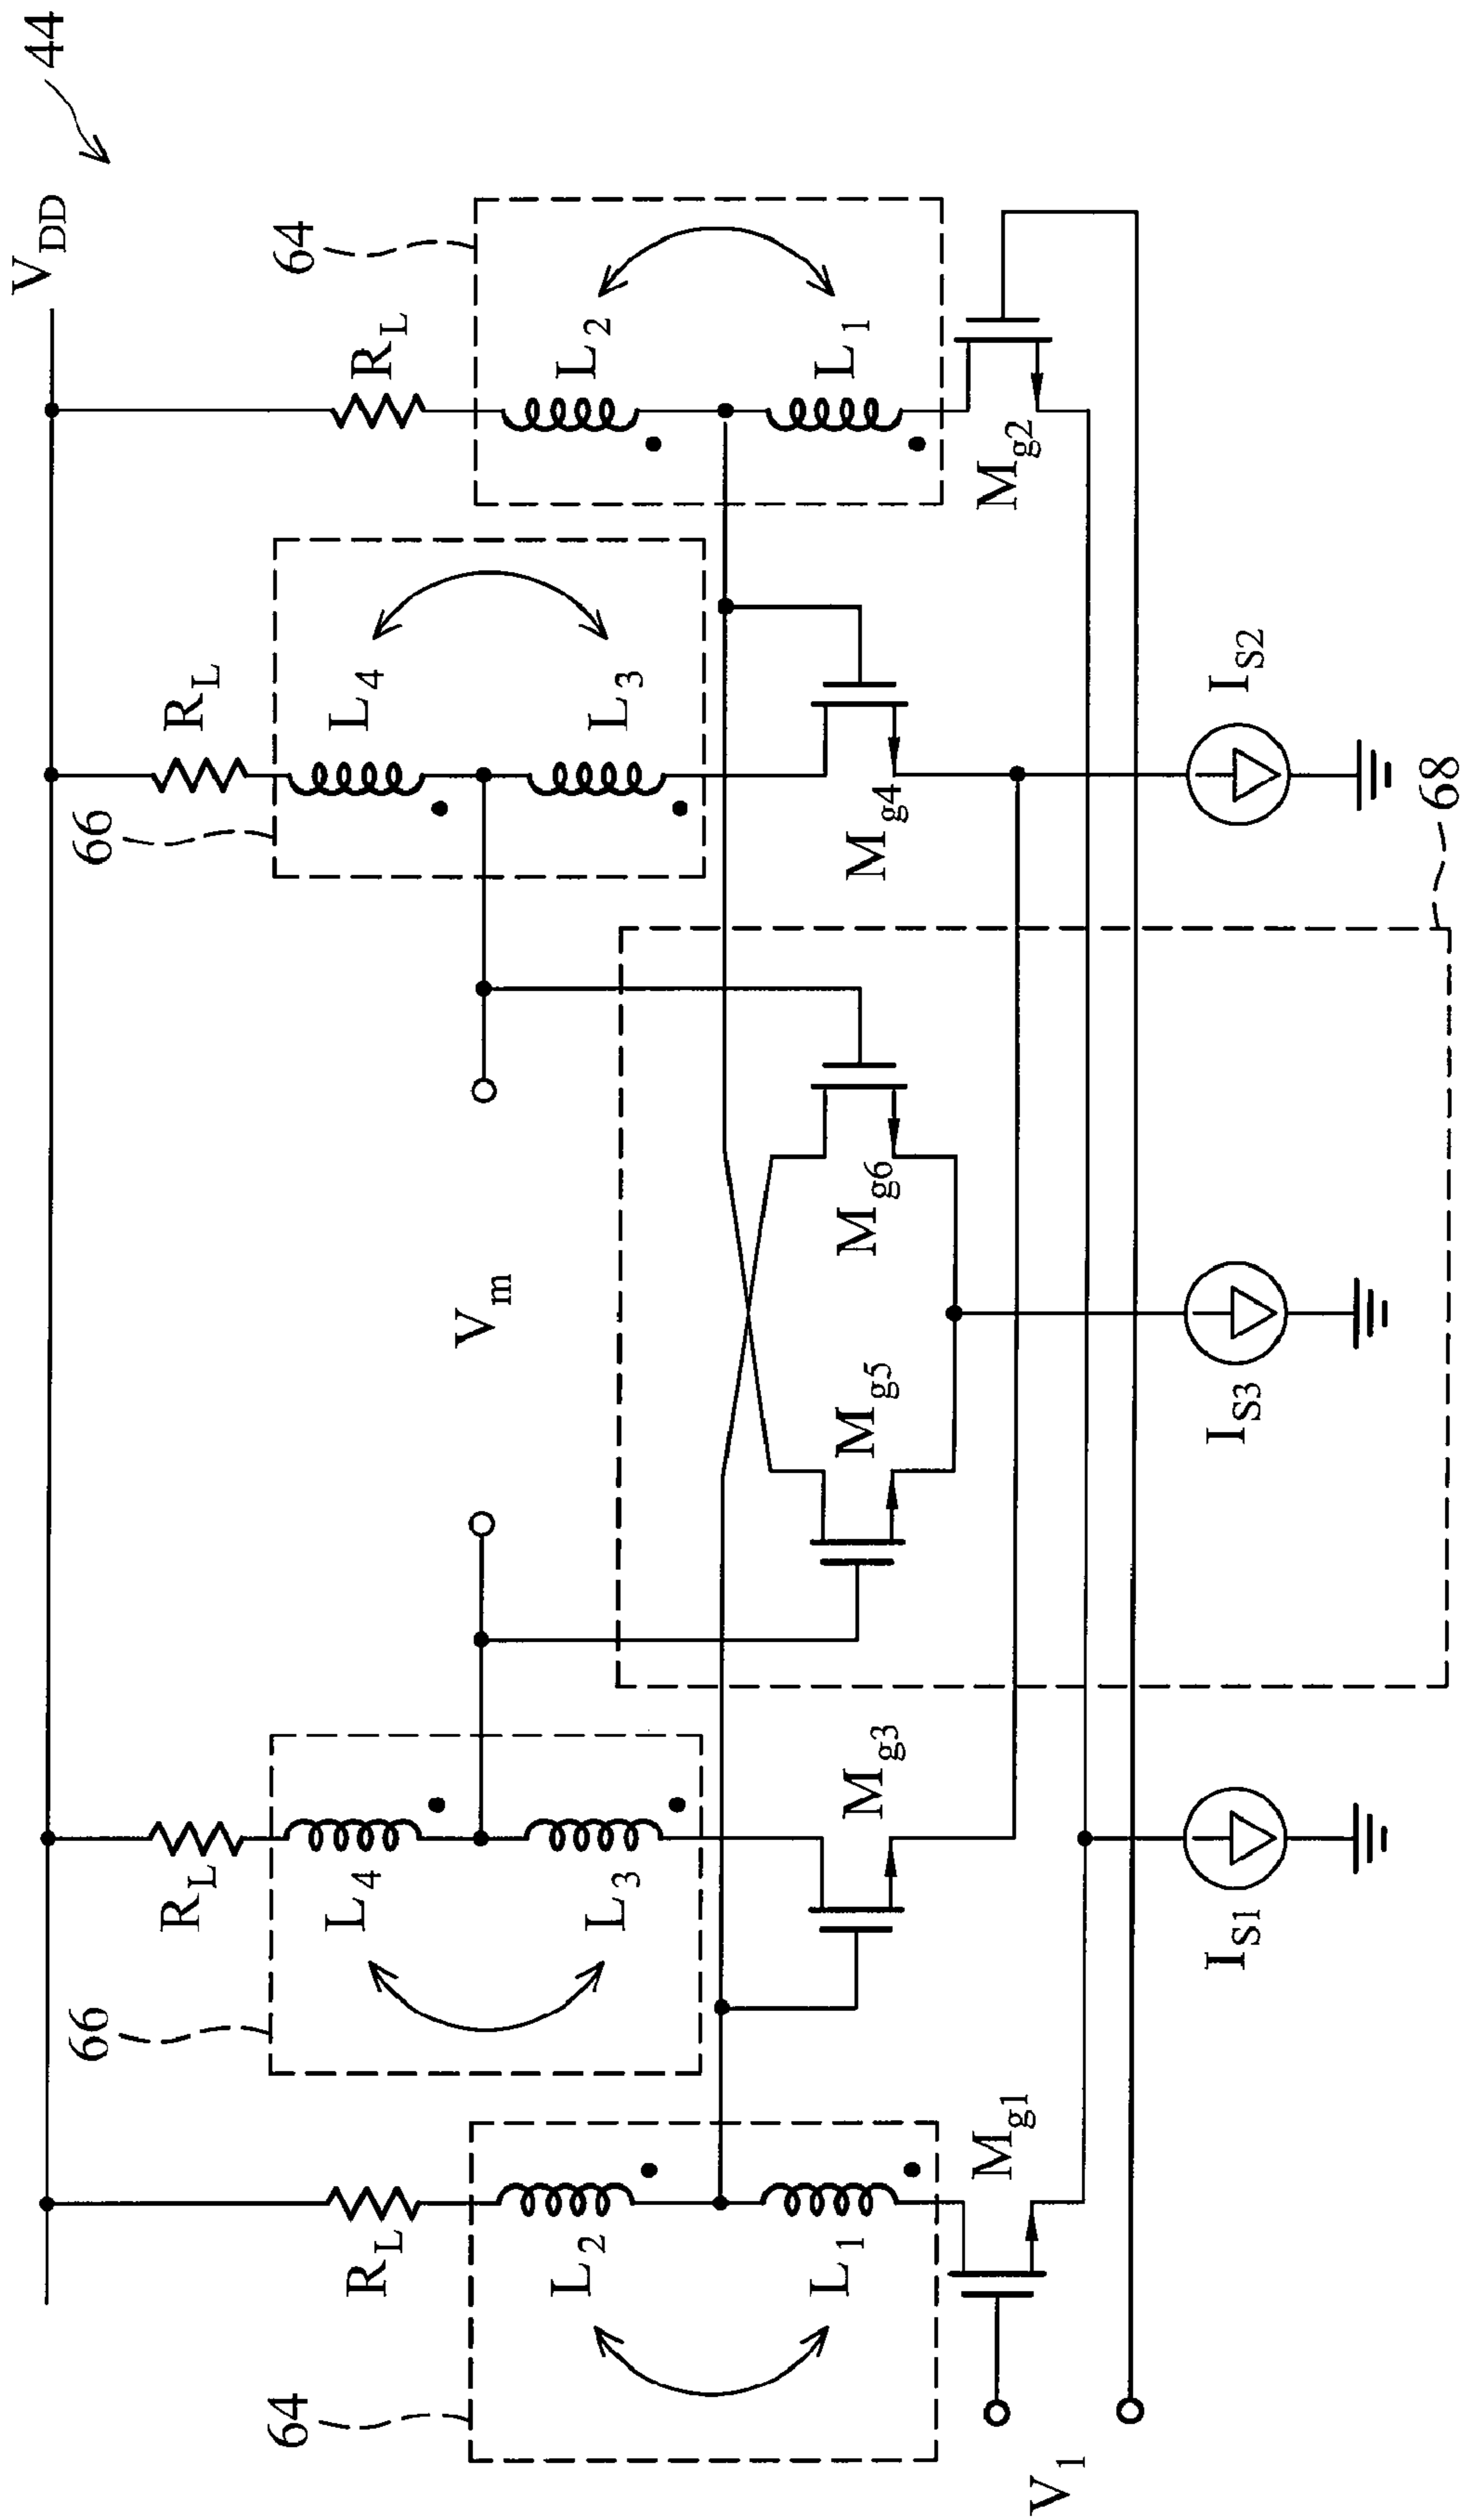 44
V_DD
R_L
66
R_L
66
R_L
64
R_L
64
L_4
L_3
L_4
L_3
L_2
L_1
L_2
L_1
V_m
M_g3
M_g5
M_g6
M_g4
M_g1
M_g2
V_1
I_S1
I_S3
I_S2
68